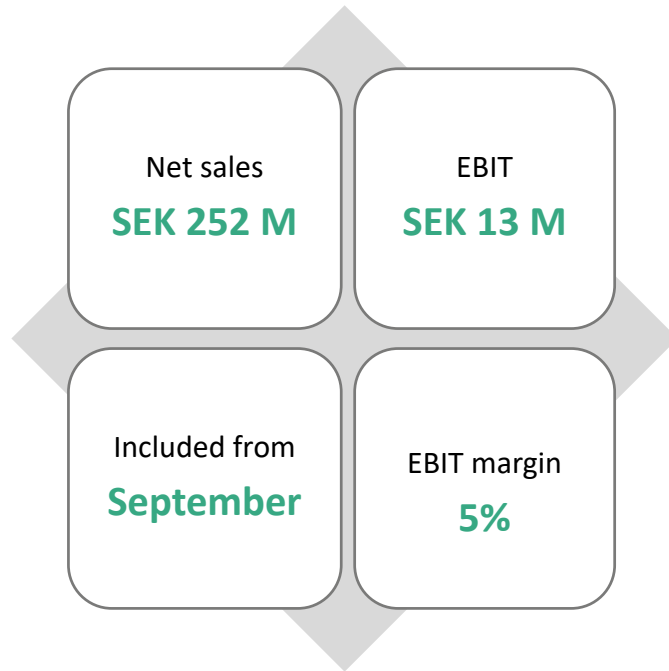 Net sales
SEK 252 M
EBIT
SEK 13 M
Included from
September
EBIT margin
5%